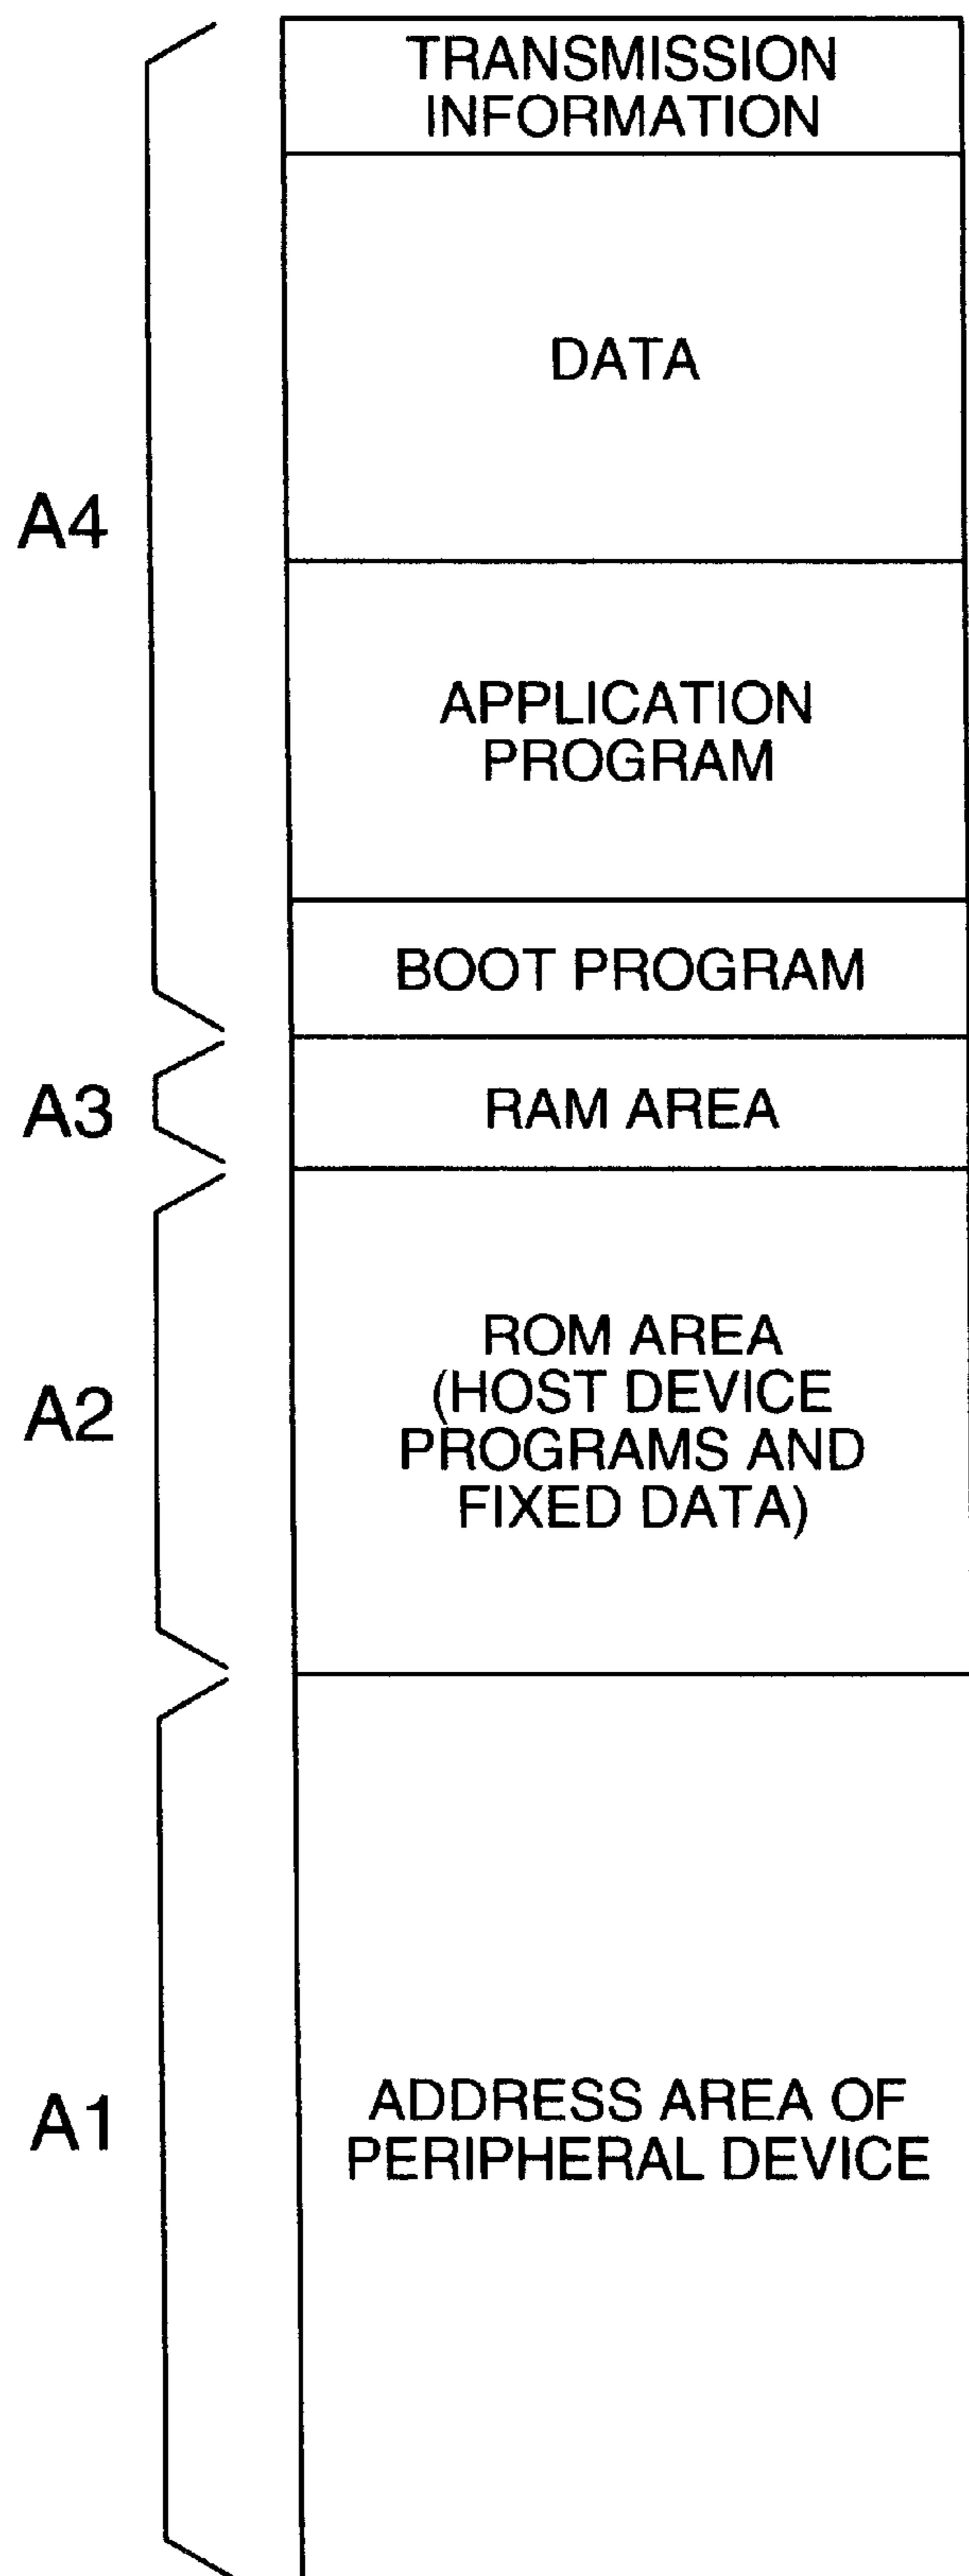 TRANSMISSION
INFORMATION
DATA
A4
APPLICATION
PROGRAM
BOOT PROGRAM
A3
RAM AREA
ROM AREA
(HOST DEVICE
PROGRAMS AND
FIXED DATA)
A2
A1
ADDRESS AREA OF
PERIPHERAL DEVICE